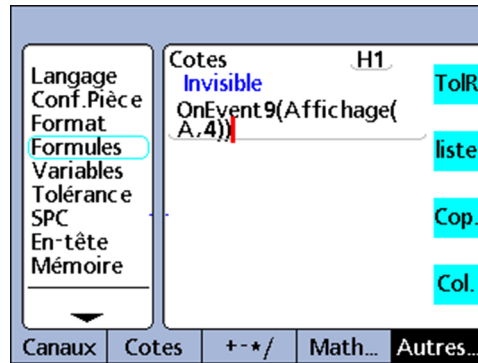 Langage
Conf.Pièce
Format
Formules
Variables
Tolérance
SPC
En-tête
Mémoire
Cotes H1
Invisible
OnEvent9(Affichage(
A,4))
TolR
liste
Cop.
Col.
Canaux Cotes +-*/ Math... Autres...